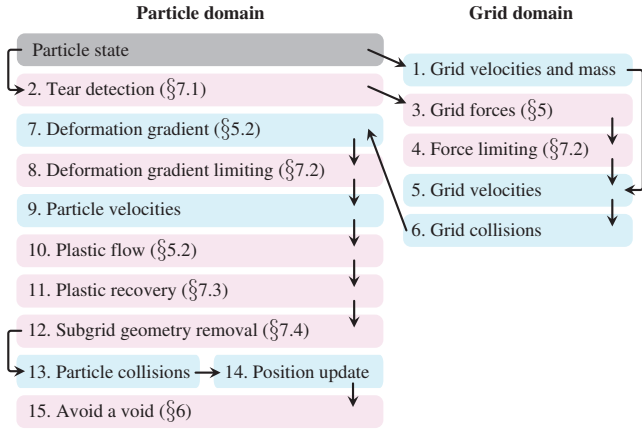 Particle domain
Grid domain
Particle state
1. Grid velocities and mass
2. Tear detection (§7.1)
3. Grid forces (§5)
7. Deformation gradient (§5.2)
4. Force limiting (§7.2)
8. Deformation gradient limiting (§7.2)
5. Grid velocities
9. Particle velocities
6. Grid collisions
10. Plastic flow (§5.2)
11. Plastic recovery (§7.3)
12. Subgrid geometry removal (§7.4)
13. Particle collisions
14. Position update
15. Avoid a void (§6)